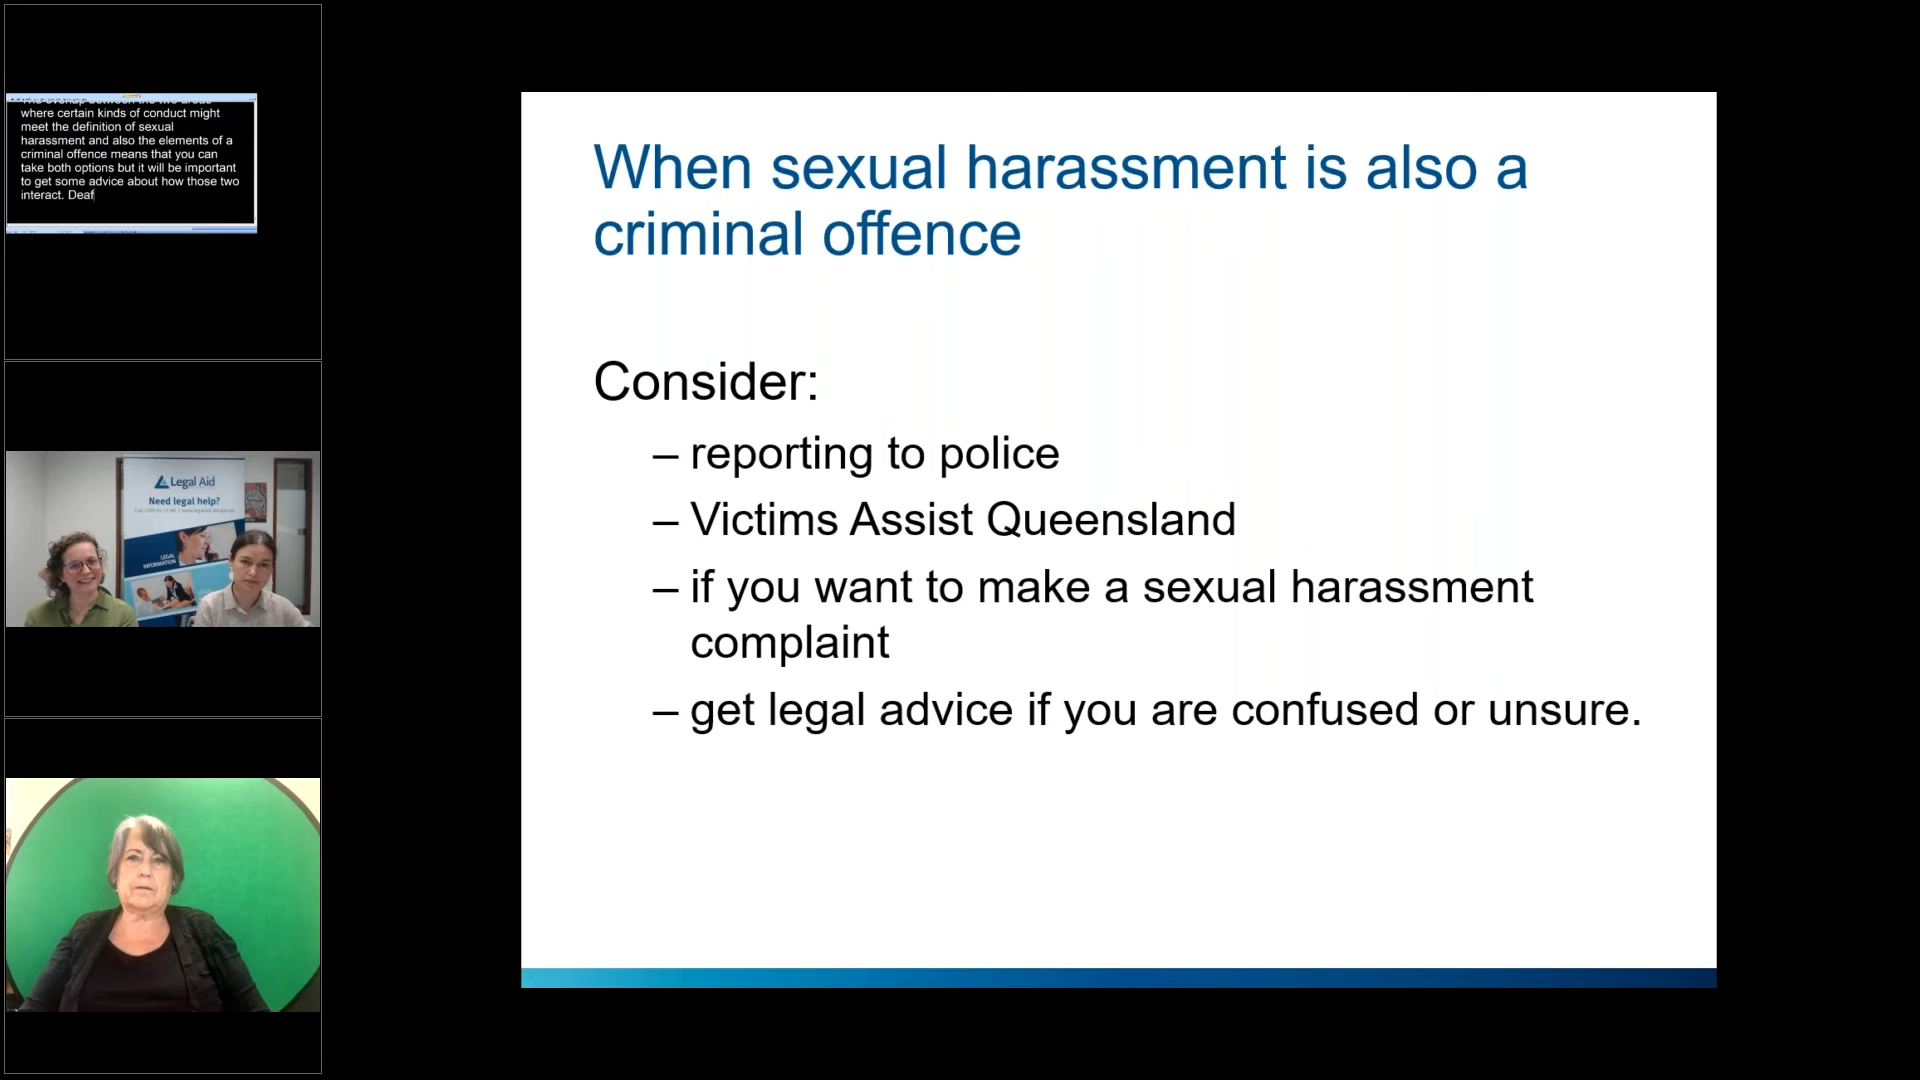 where certain kinds of conduct might
meet the definition of sexual
harassment and also the elements of a
criminal offence means that you can
take both options but it will be important
to get some advice about how those two
interact. Deaf
Legal Aid
Need legal help?
LEGAL
INFORMATION
When sexual harassment is also a
criminal offence
Consider:
– reporting to police
– Victims Assist Queensland
– if you want to make a sexual harassment
complaint
– get legal advice if you are confused or unsure.